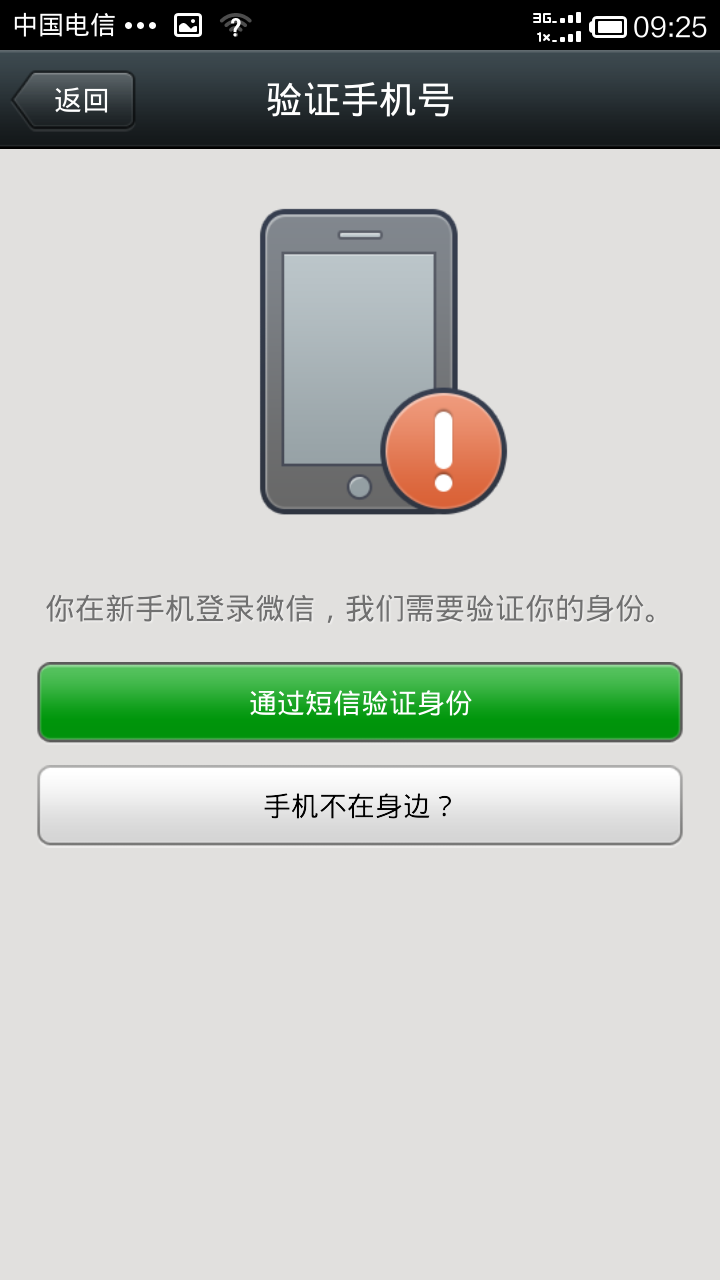 中国电信 ••• 3G 1× 09:25
返回 验证手机号
你在新手机登录微信，我们需要验证你的身份。
通过短信验证身份
手机不在身边？